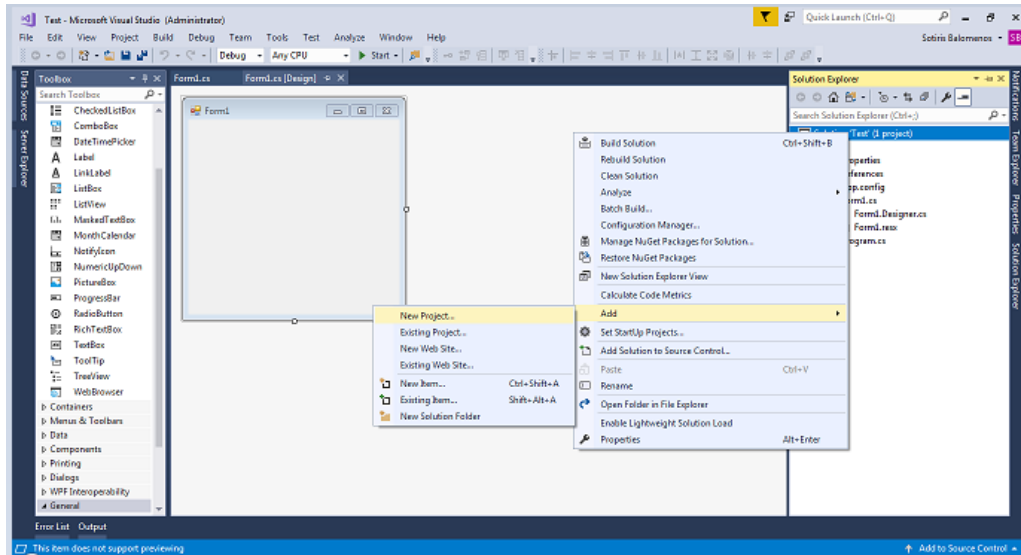 Test - Microsoft Visual Studio (Administrator)
Quick Launch (Ctrl+Q)
File Edit View Project Build Debug Team Tools Test Analyze Window Help
Sotiris Balomenos
SB
Debug Any CPU Start
Data Sources
Server Explorer
Toolbox
Search Toolbox
CheckedListBox
ComboBox
DateTimePicker
Label
LinkLabel
ListBox
ListView
MaskedTextBox
MonthCalendar
NotifyIcon
NumericUpDown
PictureBox
ProgressBar
RadioButton
RichTextBox
TextBox
ToolTip
TreeView
WebBrowser
Containers
Menus & Toolbars
Data
Components
Printing
Dialogs
WPF Interoperability
General
Form1.cs Form1.cs [Design]
Form1
Build Solution Ctrl+Shift+B
Rebuild Solution
Clean Solution
Analyze
Batch Build...
Configuration Manager...
Manage NuGet Packages for Solution...
Restore NuGet Packages
New Solution Explorer View
Calculate Code Metrics
Add
Set StartUp Projects...
Add Solution to Source Control...
Paste Ctrl+V
Rename
Open Folder in File Explorer
Enable Lightweight Solution Load
Properties Alt+Enter
New Project...
Existing Project...
New Web Site...
Existing Web Site...
New Item... Ctrl+Shift+A
Existing Item... Shift+Alt+A
New Solution Folder
Solution Explorer
Search Solution Explorer (Ctrl+;)
Solution 'Test' (1 project)
operties
ferences
pp.config
rm1.cs
Form1.Designer.cs
Form1.resx
ogram.cs
Notifications
Team Explorer
Properties
Solution Explorer
Error List Output
This item does not support previewing
Add to Source Control